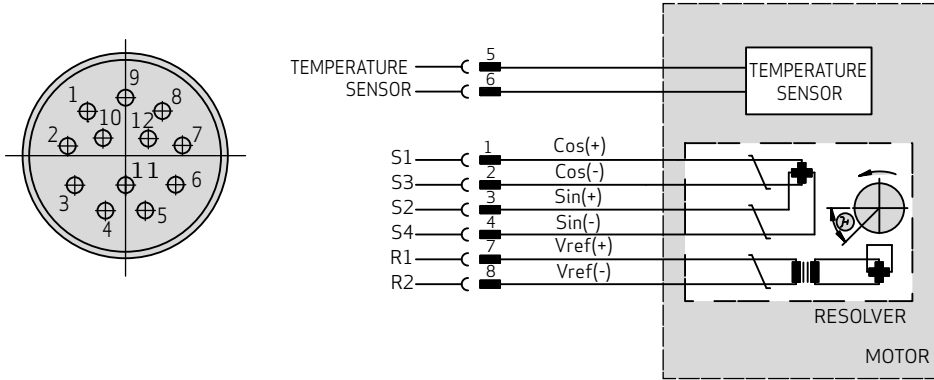 9
1
8
10
12
2
7
11
3
6
4
5
TEMPERATURE
SENSOR
5
6
TEMPERATURE
SENSOR
S1
1
Cos(+)
S3
2
Cos(-)
S2
3
Sin(+)
S4
4
Sin(-)
R1
7
Vref(+)
R2
8
Vref(-)
RESOLVER
MOTOR